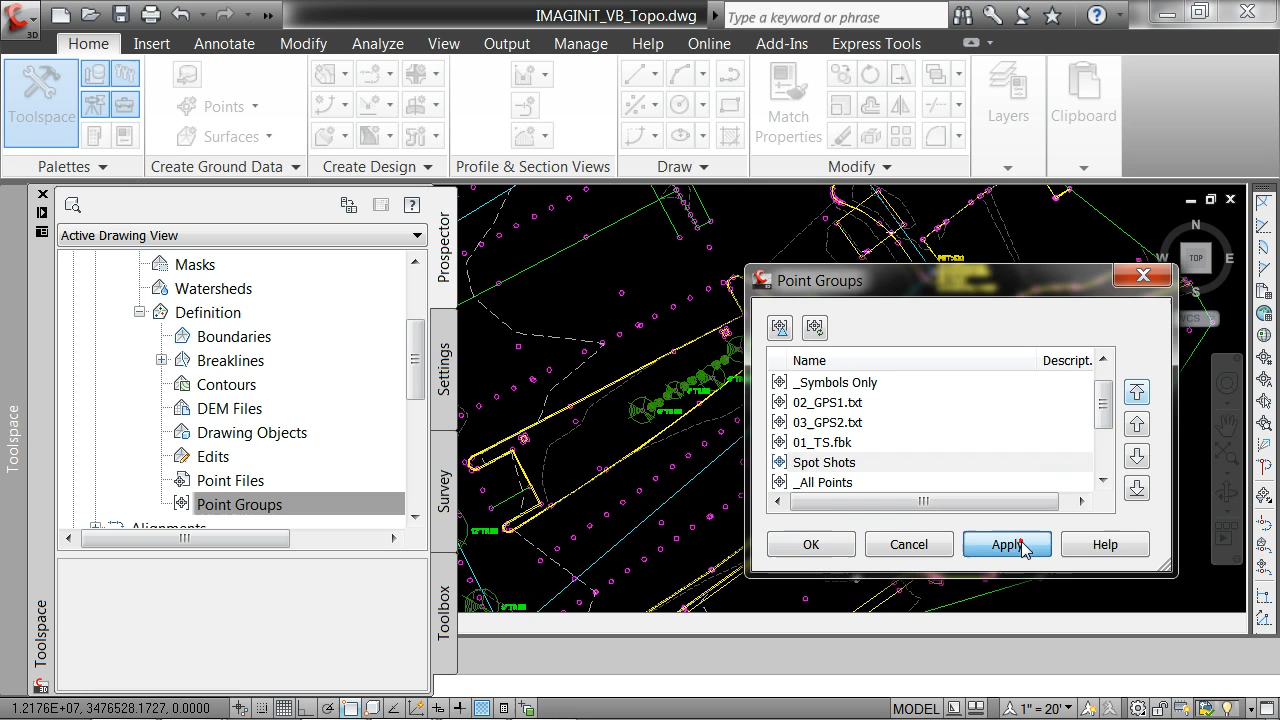 IMAGINiT_VB_Topo.dwg
Type a keyword or phrase
3D
Home Insert Annotate Modify Analyze View Output Manage Help Online Add-Ins Express Tools
Toolspace
Points
Surfaces
Match
Properties
Layers
Clipboard
Palettes
Create Ground Data
Create Design
Profile & Section Views
Draw
Modify
Active Drawing View
Masks
Watersheds
Definition
Boundaries
Breaklines
Contours
DEM Files
Drawing Objects
Edits
Point Files
Point Groups
Alignments
Prospector
Settings
Survey
Toolbox
Toolspace
Toolspace
N
W
TOP
E
S
WCS
Point Groups
Name Descript.
_Symbols Only
02_GPS1.txt
03_GPS2.txt
01_TS.fbk
Spot Shots
_All Points
OK Cancel Apply Help
1.2176E+07, 3476528.1727, 0.0000
MODEL
1" = 20'